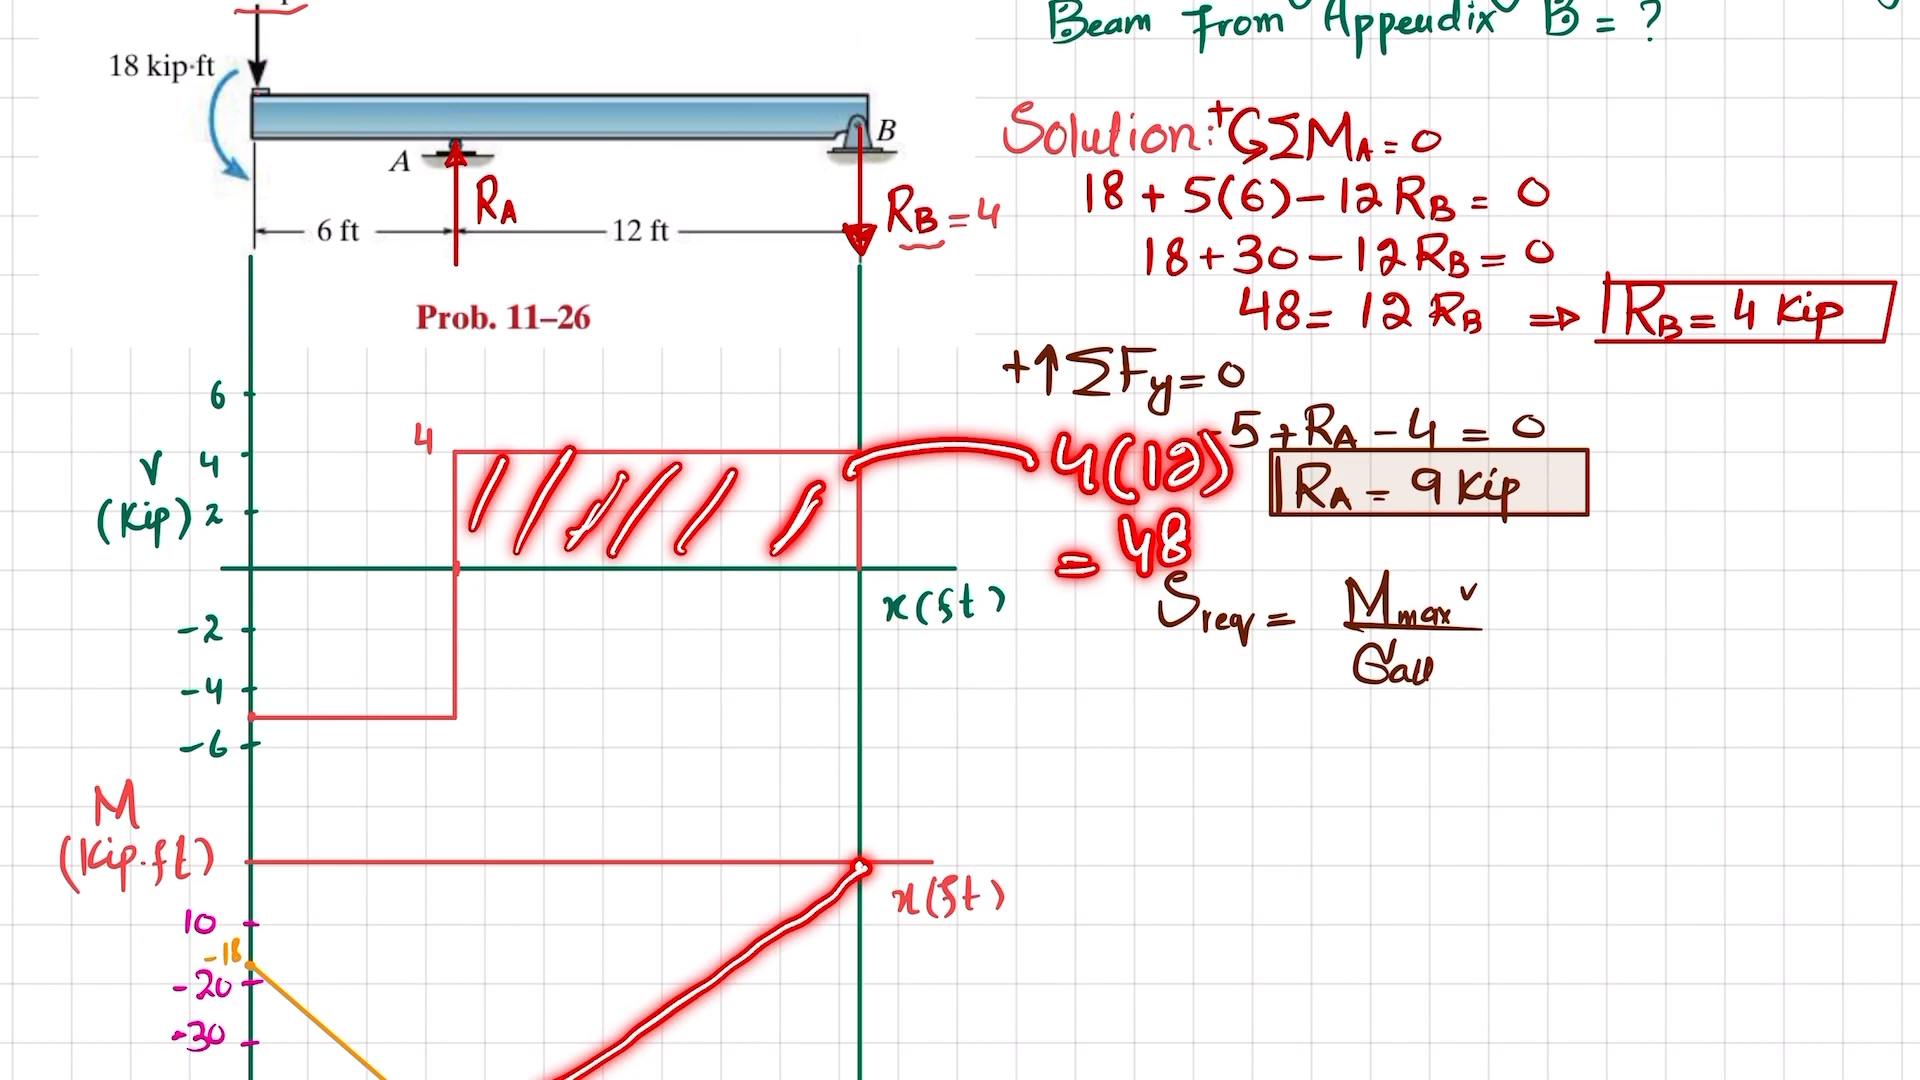 Beam From Appendix B = ?
18 kip·ft
A
B
R_A
R_B = 4
6 ft
12 ft
Prob. 11–26
Solution: + ↺ ΣM_A = 0
18 + 5(6) - 12 R_B = 0
18 + 30 - 12 R_B = 0
48 = 12 R_B ⇒ R_B = 4 Kip
+↑ ΣFy = 0
-5 + R_A - 4 = 0
R_A = 9 Kip
4(12)
= 48
S_req = M_max / σ_all
V
(Kip)
6
4
4
2
-2
-4
-6
x(ft)
M
(Kip.ft)
x(ft)
10
-18
-20
-30